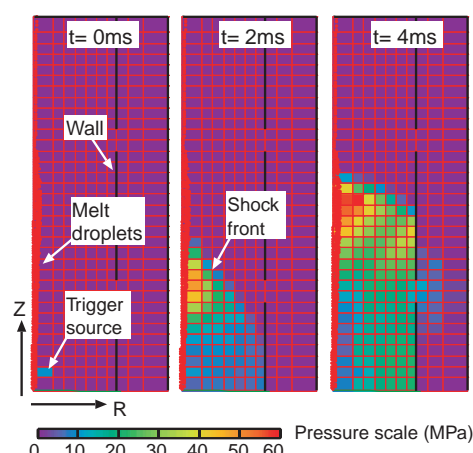 t= 0ms
t= 2ms
t= 4ms
Wall
Melt
droplets
Shock
front
Trigger
source
Z
R
0 10 20 30 40 50 60
Pressure scale (MPa)